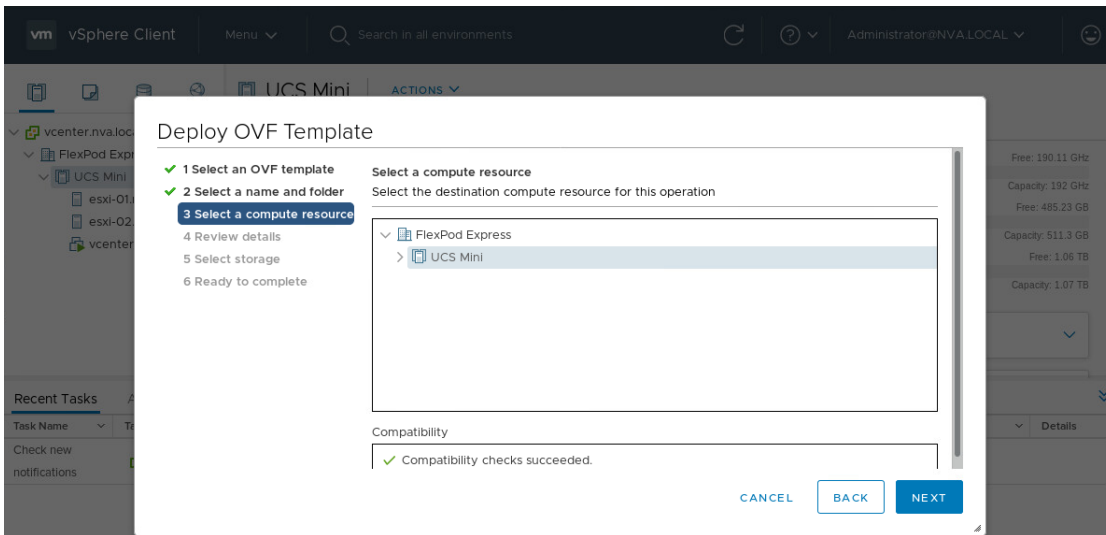 vm vSphere Client Menu Search in all environments Administrator@NVA.LOCAL
UCS Mini ACTIONS
Deploy OVF Template
vcenter.nva.loc
FlexPod Expr
UCS Mini
esxi-01.
esxi-02.
vcenter
1 Select an OVF template
2 Select a name and folder
3 Select a compute resource
4 Review details
5 Select storage
6 Ready to complete
Select a compute resource
Select the destination compute resource for this operation
FlexPod Express
UCS Mini
Compatibility
Compatibility checks succeeded.
CANCEL BACK NEXT
Free: 190.11 GHz
Capacity: 192 GHz
Free: 485.23 GB
Capacity: 511.3 GB
Free: 1.06 TB
Capacity: 1.07 TB
Recent Tasks A
Task Name Ta Details
Check new
notifications